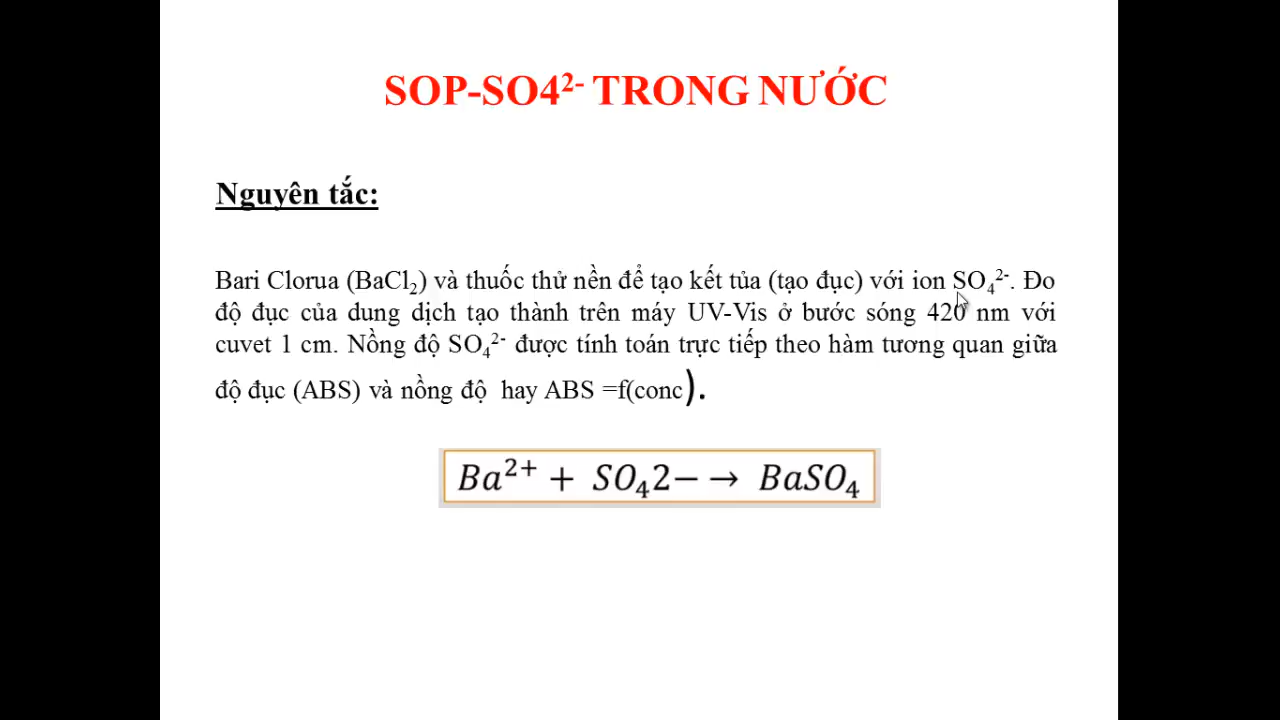 SOP-SO4²⁻ TRONG NƯỚC
Nguyên tắc:
Bari Clorua (BaCl₂) và thuốc thử nền để tạo kết tủa (tạo đục) với ion SO₄²⁻. Đo
độ đục của dung dịch tạo thành trên máy UV-Vis ở bước sóng 420 nm với
cuvet 1 cm. Nồng độ SO₄²⁻ được tính toán trực tiếp theo hàm tương quan giữa
độ đục (ABS) và nồng độ hay ABS =f(conc).
Ba²⁺ + SO₄2− → BaSO₄